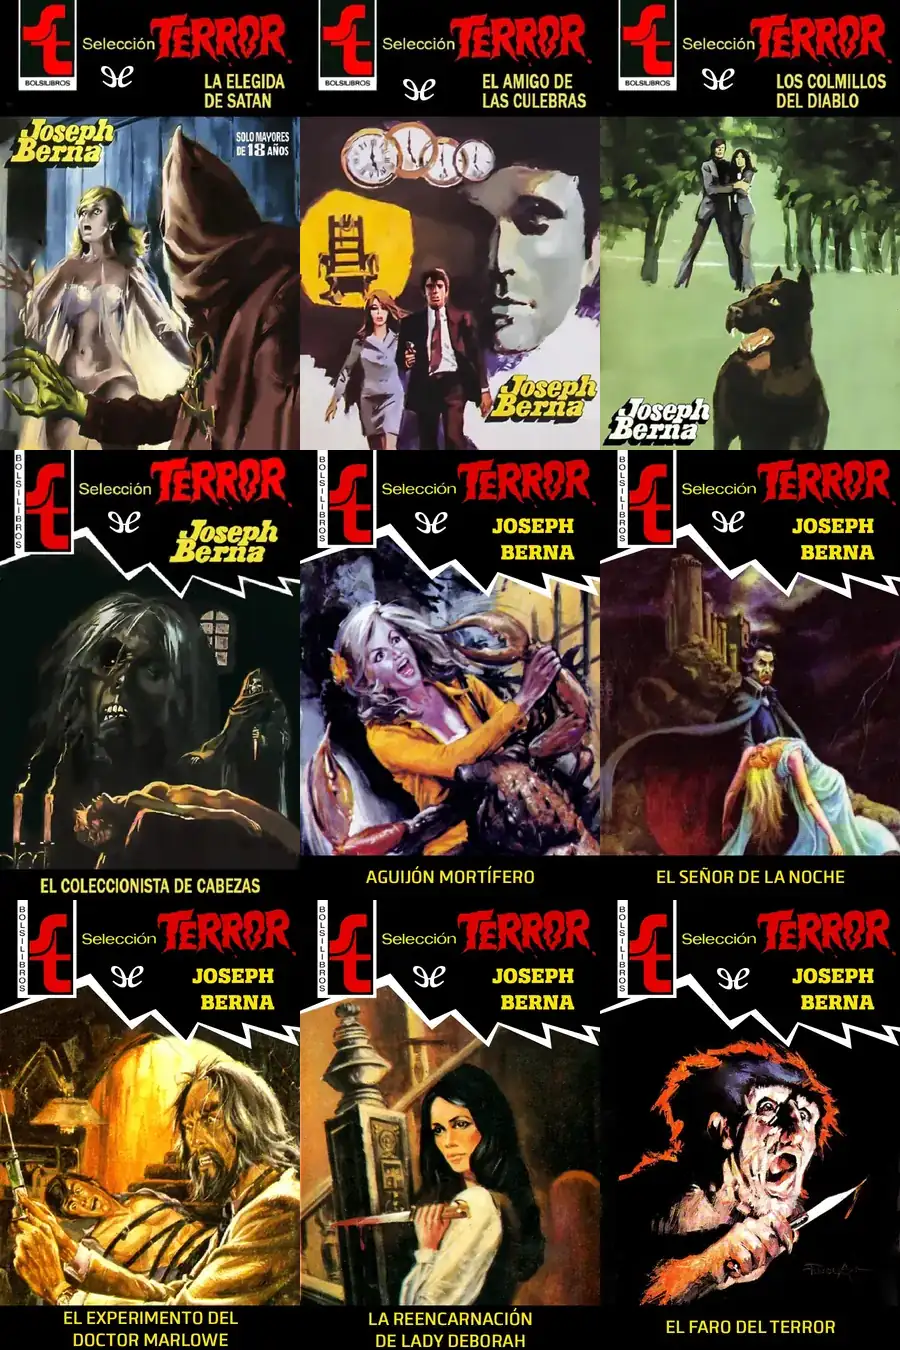 Selección TERROR
BOLSILIBROS
LA ELEGIDA
DE SATAN
Joseph
Berna
SOLO MAYORES
DE 18 AÑOS
Selección TERROR
BOLSILIBROS
EL AMIGO DE
LAS CULEBRAS
Joseph
Berna
Selección TERROR
BOLSILIBROS
LOS COLMILLOS
DEL DIABLO
Joseph
Berna
BOLSILIBROS
Selección TERROR
Joseph
Berna
EL COLECCIONISTA DE CABEZAS
BOLSILIBROS
Selección TERROR
JOSEPH
BERNA
AGUIJÓN MORTÍFERO
BOLSILIBROS
Selección TERROR
JOSEPH
BERNA
EL SEÑOR DE LA NOCHE
BOLSILIBROS
Selección TERROR
JOSEPH
BERNA
EL EXPERIMENTO DEL
DOCTOR MARLOWE
BOLSILIBROS
Selección TERROR
JOSEPH
BERNA
LA REENCARNACIÓN
DE LADY DEBORAH
BOLSILIBROS
Selección TERROR
JOSEPH
BERNA
EL FARO DEL TERROR